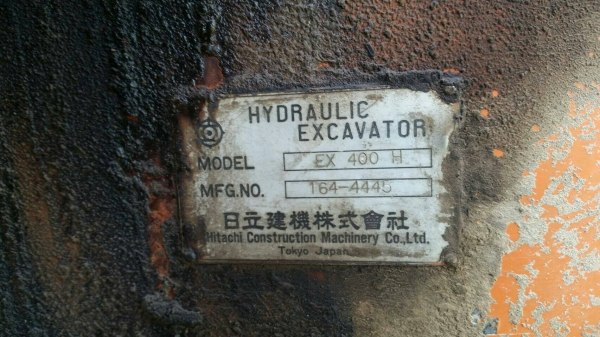 HYDRAULIC
EXCAVATOR
MODEL EX 400 H
MFG.NO. 164-4445
日立建機株式會社
Hitachi Construction Machinery Co.,Ltd.
Tokyo Japan